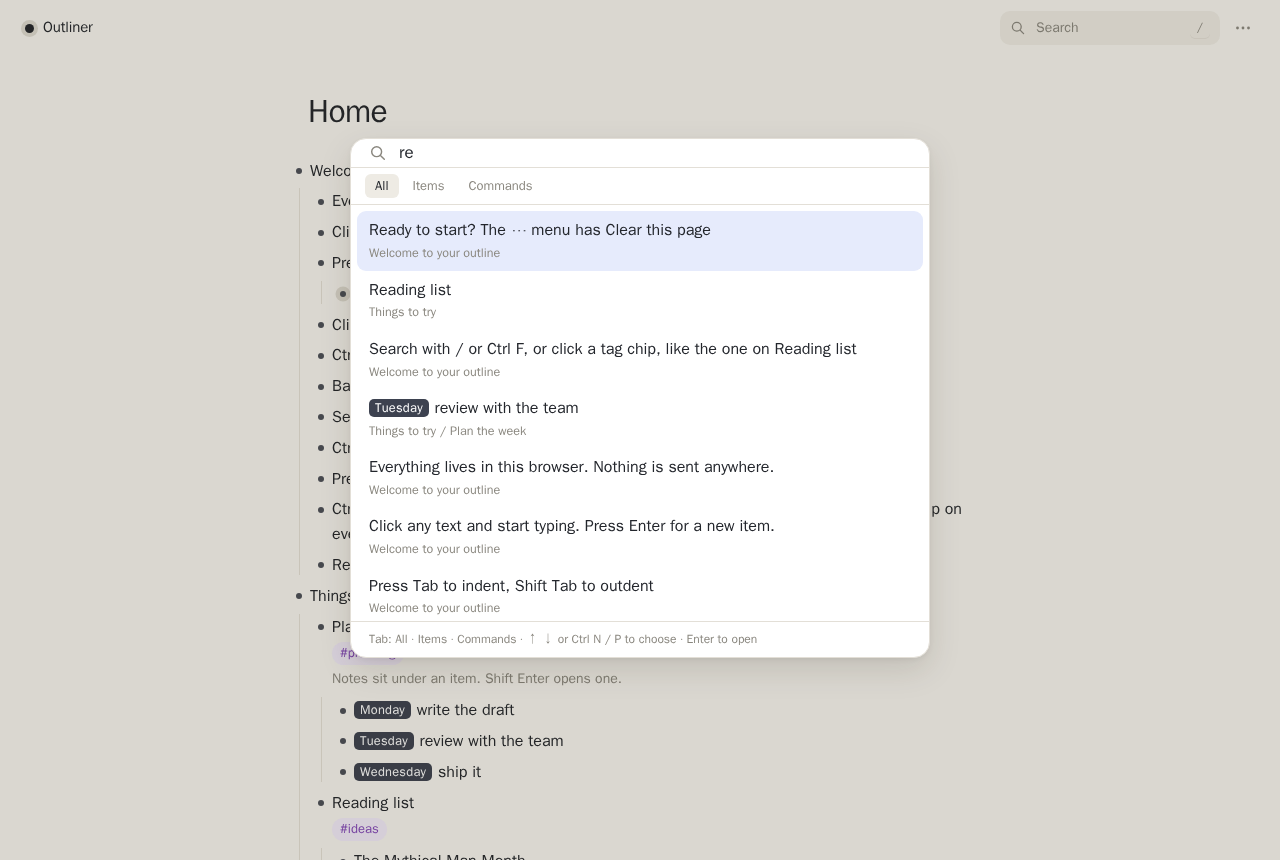 Outliner
Search /
Home
re
All Items Commands
Ready to start? The ··· menu has Clear this page
Welcome to your outline
Reading list
Things to try
Search with / or Ctrl F, or click a tag chip, like the one on Reading list
Welcome to your outline
Tuesday review with the team
Things to try / Plan the week
Everything lives in this browser. Nothing is sent anywhere.
Welcome to your outline
Click any text and start typing. Press Enter for a new item.
Welcome to your outline
Press Tab to indent, Shift Tab to outdent
Welcome to your outline
Tab: All · Items · Commands · ↑ ↓ or Ctrl N / P to choose · Enter to open
p on
Things
Notes sit under an item. Shift Enter opens one.
Monday write the draft
Tuesday review with the team
Wednesday ship it
Reading list
#ideas
The Mythical Man-Month